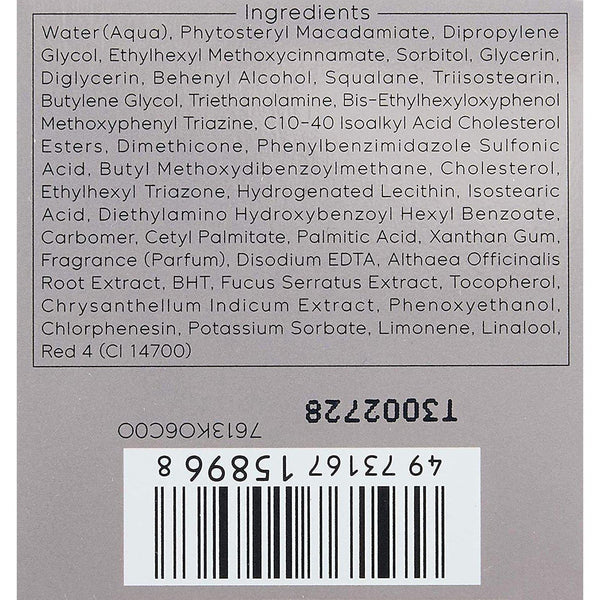 Ingredients
Water(Aqua), Phytosteryl Macadamiate, Dipropylene
Glycol, Ethylhexyl Methoxycinnamate, Sorbitol, Glycerin,
Diglycerin, Behenyl Alcohol, Squalane, Triisostearin,
Butylene Glycol, Triethanolamine, Bis-Ethylhexyloxyphenol
Methoxyphenyl Triazine, C10-40 Isoalkyl Acid Cholesterol
Esters, Dimethicone, Phenylbenzimidazole Sulfonic
Acid, Butyl Methoxydibenzoylmethane, Cholesterol,
Ethylhexyl Triazone, Hydrogenated Lecithin, Isostearic
Acid, Diethylamino Hydroxybenzoyl Hexyl Benzoate,
Carbomer, Cetyl Palmitate, Palmitic Acid, Xanthan Gum,
Fragrance (Parfum), Disodium EDTA, Althaea Officinalis
Root Extract, BHT, Fucus Serratus Extract, Tocopherol,
Chrysanthellum Indicum Extract, Phenoxyethanol,
Chlorphenesin, Potassium Sorbate, Limonene, Linalool,
Red 4 (CI 14700)
T3002728
7613K06C00
4 973167 158968